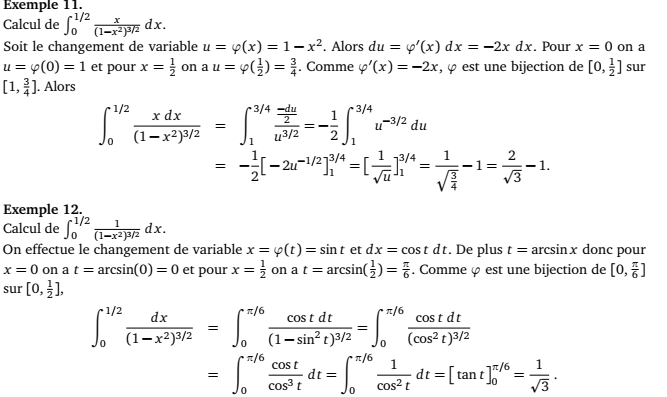 Exemple 11.
Calcul de ∫_0^{1/2} x/(1−x²)^{3/2} dx.
Soit le changement de variable u = φ(x) = 1 − x². Alors du = φ′(x) dx = −2x dx. Pour x = 0 on a
u = φ(0) = 1 et pour x = 1/2 on a u = φ(1/2) = 3/4. Comme φ′(x) = −2x, φ est une bijection de [0, 1/2] sur
[1, 3/4]. Alors
∫_0^{1/2} x dx/(1 − x²)^{3/2} = ∫_1^{3/4} (−du/2)/u^{3/2} = −1/2 ∫_1^{3/4} u^{−3/2} du
= −1/2 [ − 2u^{−1/2}]_1^{3/4} = [1/√u]_1^{3/4} = 1/√(3/4) − 1 = 2/√3 − 1.
Exemple 12.
Calcul de ∫_0^{1/2} 1/(1−x²)^{3/2} dx.
On effectue le changement de variable x = φ(t) = sin t et dx = cos t dt. De plus t = arcsin x donc pour
x = 0 on a t = arcsin(0) = 0 et pour x = 1/2 on a t = arcsin(1/2) = π/6. Comme φ est une bijection de [0, π/6]
sur [0, 1/2],
∫_0^{1/2} dx/(1 − x²)^{3/2} = ∫_0^{π/6} cos t dt/(1 − sin² t)^{3/2} = ∫_0^{π/6} cos t dt/(cos² t)^{3/2}
= ∫_0^{π/6} cos t/cos³ t dt = ∫_0^{π/6} 1/cos² t dt = [ tan t]_0^{π/6} = 1/√3 .